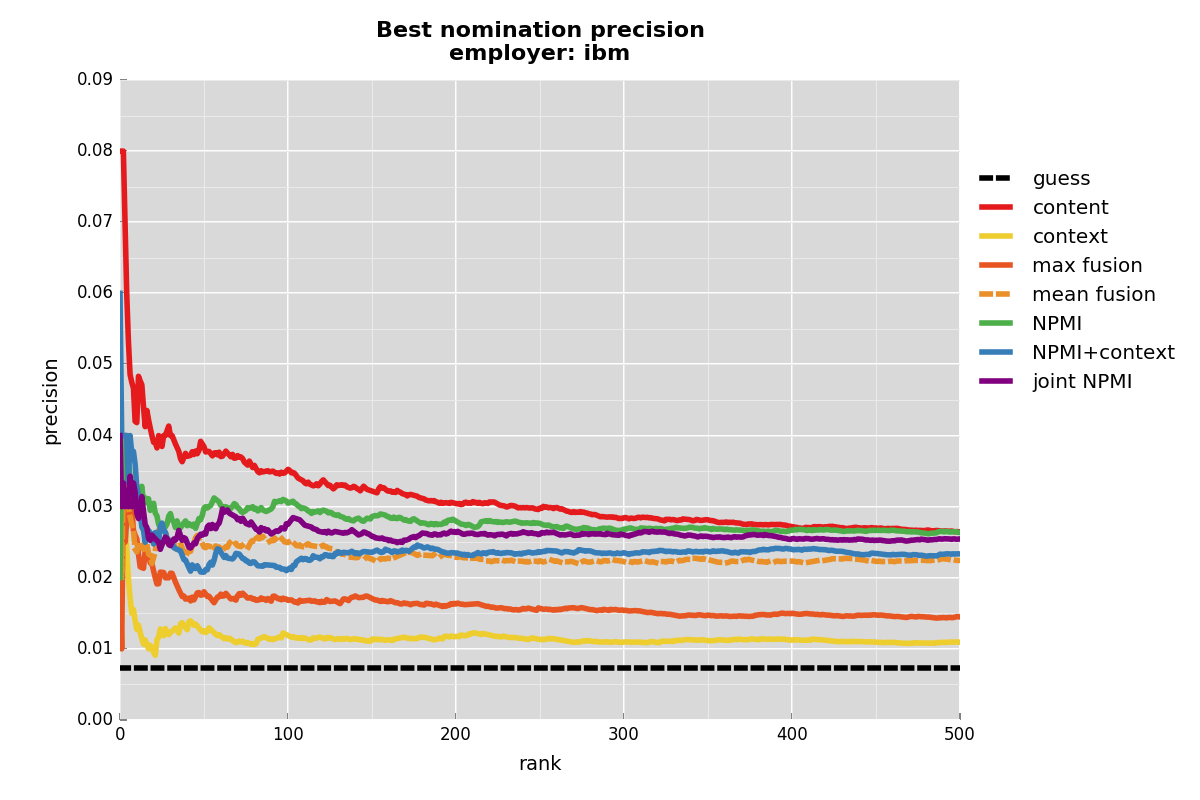 Best nomination precision
employer: ibm
precision
0.09
0.08
0.07
0.06
0.05
0.04
0.03
0.02
0.01
0.00
0
100
200
300
400
500
rank
guess
content
context
max fusion
mean fusion
NPMI
NPMI+context
joint NPMI